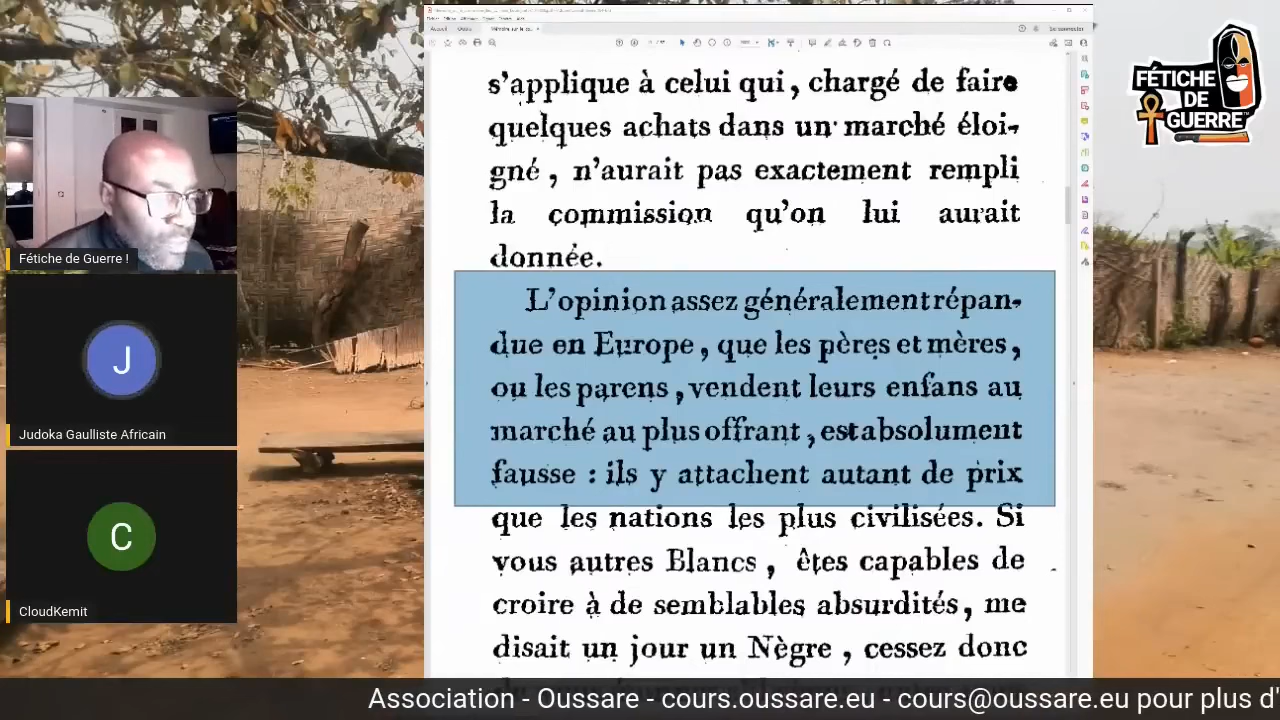 FÉTICHE
DE
GUERRE™
Fétiche de Guerre !
J
Judoka Gaulliste Africain
C
CloudKemit
s'applique à celui qui, chargé de faire
quelques achats dans un marché éloi-
gné, n'aurait pas exactement rempli
la commission qu'on lui aurait
donnée.
L'opinion assez généralement répan-
due en Europe, que les pères et mères,
ou les parens, vendent leurs enfans au
marché au plus offrant, est absolument
fausse : ils y attachent autant de prix
que les nations les plus civilisées. Si
vous autres Blancs, êtes capables de
croire à de semblables absurdités, me
disait un jour un Nègre, cessez donc
Association - Oussare - cours.oussare.eu - cours@oussare.eu pour plus d'